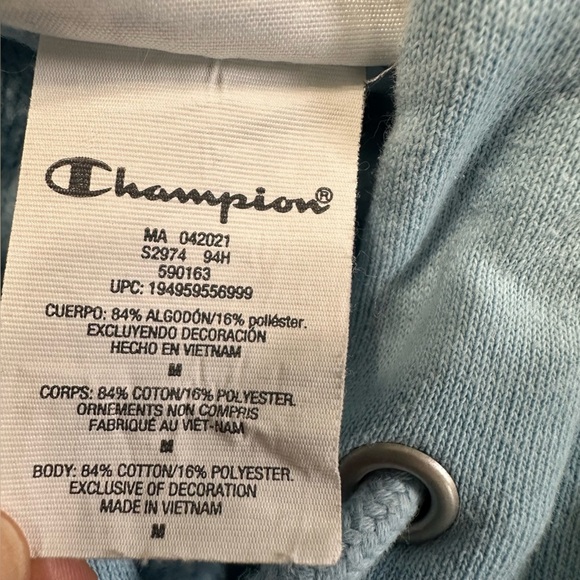 Champion®
MA 042021
S2974 94H
590163
UPC: 194959556999
CUERPO: 84% ALGODÓN/16% poliéster.
EXCLUYENDO DECORACIÓN
HECHO EN VIETNAM
M
CORPS: 84% COTON/16% POLYESTER.
ORNEMENTS NON COMPRIS
FABRIQUÉ AU VIÊT-NAM
M
BODY: 84% COTTON/16% POLYESTER.
EXCLUSIVE OF DECORATION
MADE IN VIETNAM
M